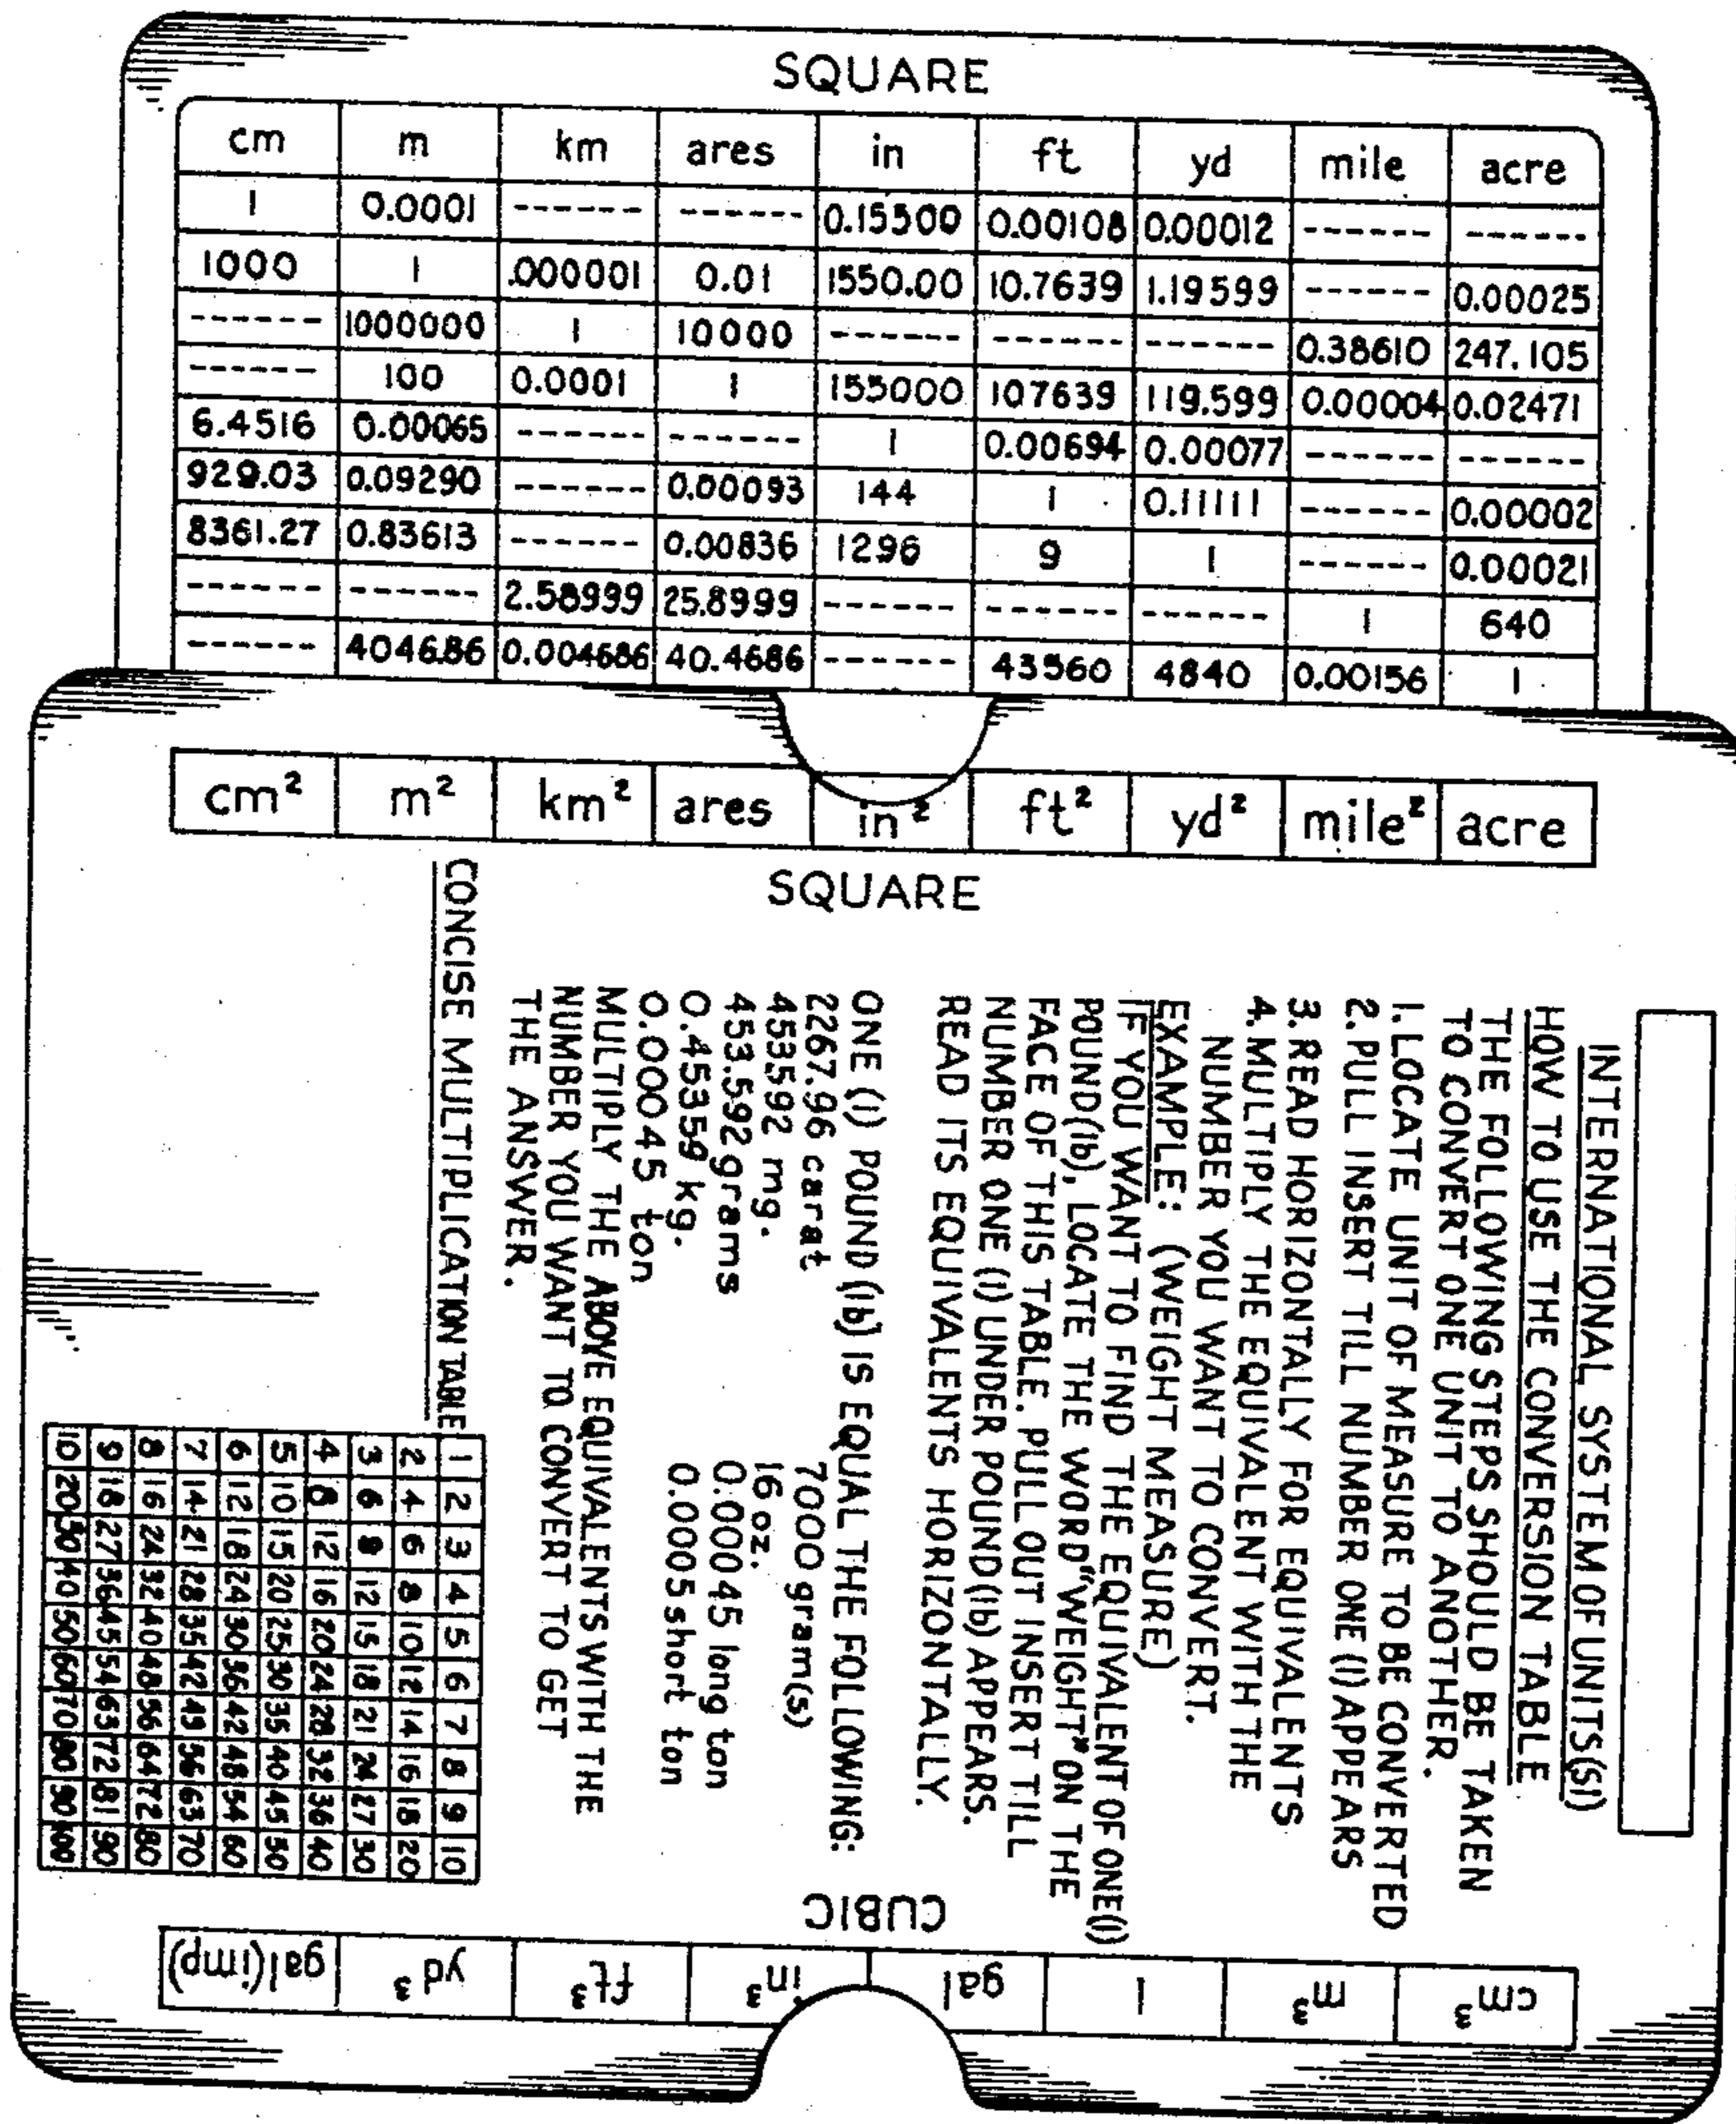 SQUARE
cm m km ares in ft yd mile acre
1 0.0001 ------ ------ 0.15500 0.00108 0.00012 ------ ------
1000 1 .000001 0.01 1550.00 10.7639 1.19599 ------ 0.00025
------ 1000000 1 10000 ------ ------ ------ 0.38610 247.105
------ 100 0.0001 1 155000 107639 119.599 0.00004 0.02471
6.4516 0.00065 ------ ------ 1 0.00694 0.00077 ------ ------
929.03 0.09290 ------ 0.00093 144 1 0.11111 ------ 0.00002
8361.27 0.83613 ------ 0.00836 1296 9 1 ------ 0.00021
------ ------ 2.58999 25.8999 ------ ------ ------ 1 640
------ 4046.86 0.004686 40.4686 ------ 43560 4840 0.00156 1
cm² m² km² ares in² ft² yd² mile² acre
SQUARE
INTERNATIONAL SYSTEM OF UNITS(SI)
HOW TO USE THE CONVERSION TABLE
THE FOLLOWING STEPS SHOULD BE TAKEN
TO CONVERT ONE UNIT TO ANOTHER.
1. LOCATE UNIT OF MEASURE TO BE CONVERTED
2. PULL INSERT TILL NUMBER ONE (1) APPEARS
3. READ HORIZONTALLY FOR EQUIVALENTS
4. MULTIPLY THE EQUIVALENT WITH THE
NUMBER YOU WANT TO CONVERT.
EXAMPLE: (WEIGHT MEASURE)
IF YOU WANT TO FIND THE EQUIVALENT OF ONE(1)
POUND(lb), LOCATE THE WORD "WEIGHT" ON THE
FACE OF THIS TABLE. PULL OUT INSERT TILL
NUMBER ONE (1) UNDER POUND(lb) APPEARS.
READ ITS EQUIVALENTS HORIZONTALLY.
ONE (1) POUND (lb) IS EQUAL THE FOLLOWING:
2267.96 carat 7000 gram(s)
453592 mg. 16 oz.
453.592 grams 0.00045 long ton
0.45359 kg. 0.0005 short ton
0.00045 ton
MULTIPLY THE ABOVE EQUIVALENTS WITH THE
NUMBER YOU WANT TO CONVERT TO GET
THE ANSWER.
CONCISE MULTIPLICATION TABLE
1 2 3 4 5 6 7 8 9 10
2 4 6 8 10 12 14 16 18 20
3 6 9 12 15 18 21 24 27 30
4 8 12 16 20 24 28 32 36 40
5 10 15 20 25 30 35 40 45 50
6 12 18 24 30 36 42 48 54 60
7 14 21 28 35 42 49 56 63 70
8 16 24 32 40 48 56 64 72 80
9 18 27 36 45 54 63 72 81 90
10 20 30 40 50 60 70 80 90 100
CUBIC
cm³ m³ l gal in³ ft³ yd³ gal(imp)